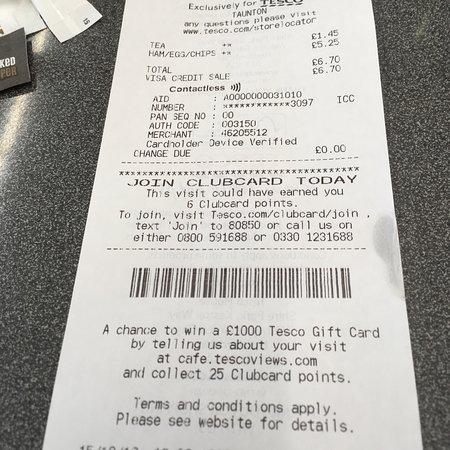 Exclusively for TESCO
TAUNTON
any questions please visit
www.tesco.com/storelocator
TEA ** £1.45
HAM/EGG/CHIPS ** £5.25
TOTAL £6.70
VISA CREDIT SALE £6.70
Contactless
AID : A0000000031010
NUMBER : ************3097 ICC
PAN SEQ NO : 00
AUTH CODE : 003150
MERCHANT : 46205512
Cardholder Device Verified
CHANGE DUE £0.00
JOIN CLUBCARD TODAY
This visit could have earned you
6 Clubcard points.
To join, visit Tesco.com/clubcard/join ,
text 'Join' to 80850 or call us on
either 0800 591688 or 0330 1231688
A chance to win a £1000 Tesco Gift Card
by telling us about your visit
at cafe.tescoviews.com
and collect 25 Clubcard points.
Terms and conditions apply.
Please see website for details.